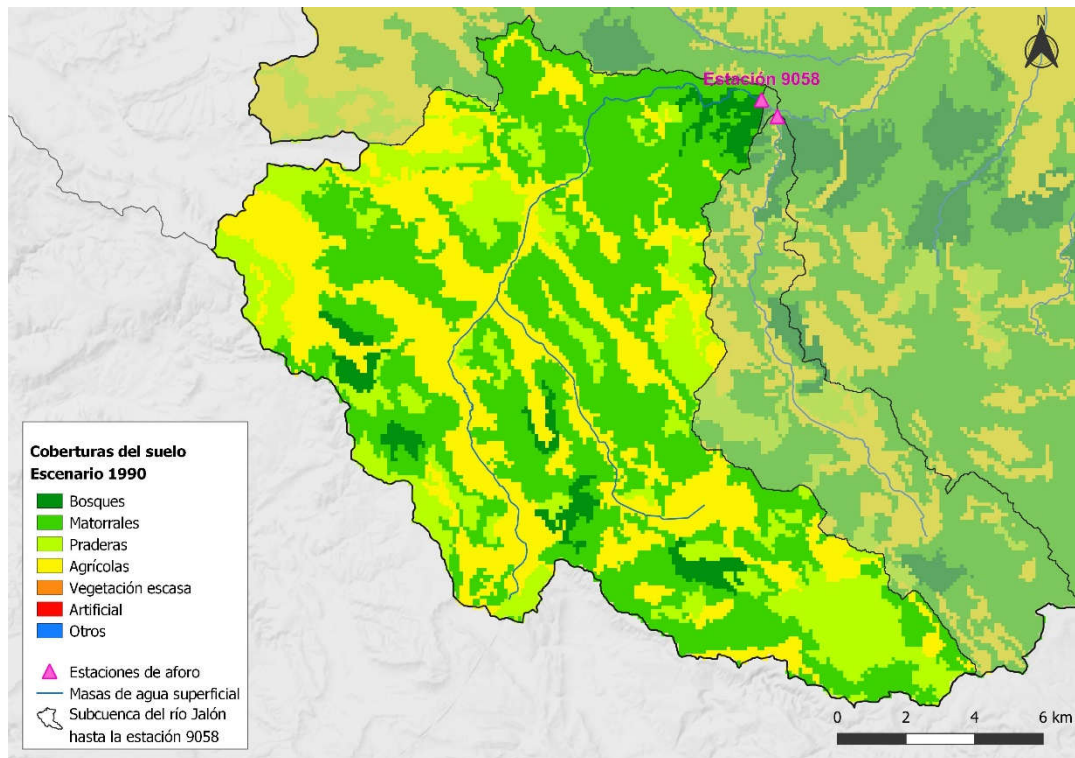 N
Estación 9058
Coberturas del suelo
Escenario 1990
Bosques
Matorrales
Praderas
Agrícolas
Vegetación escasa
Artificial
Otros
Estaciones de aforo
Masas de agua superficial
Subcuenca del río Jalón
hasta la estación 9058
0 2 4 6 km